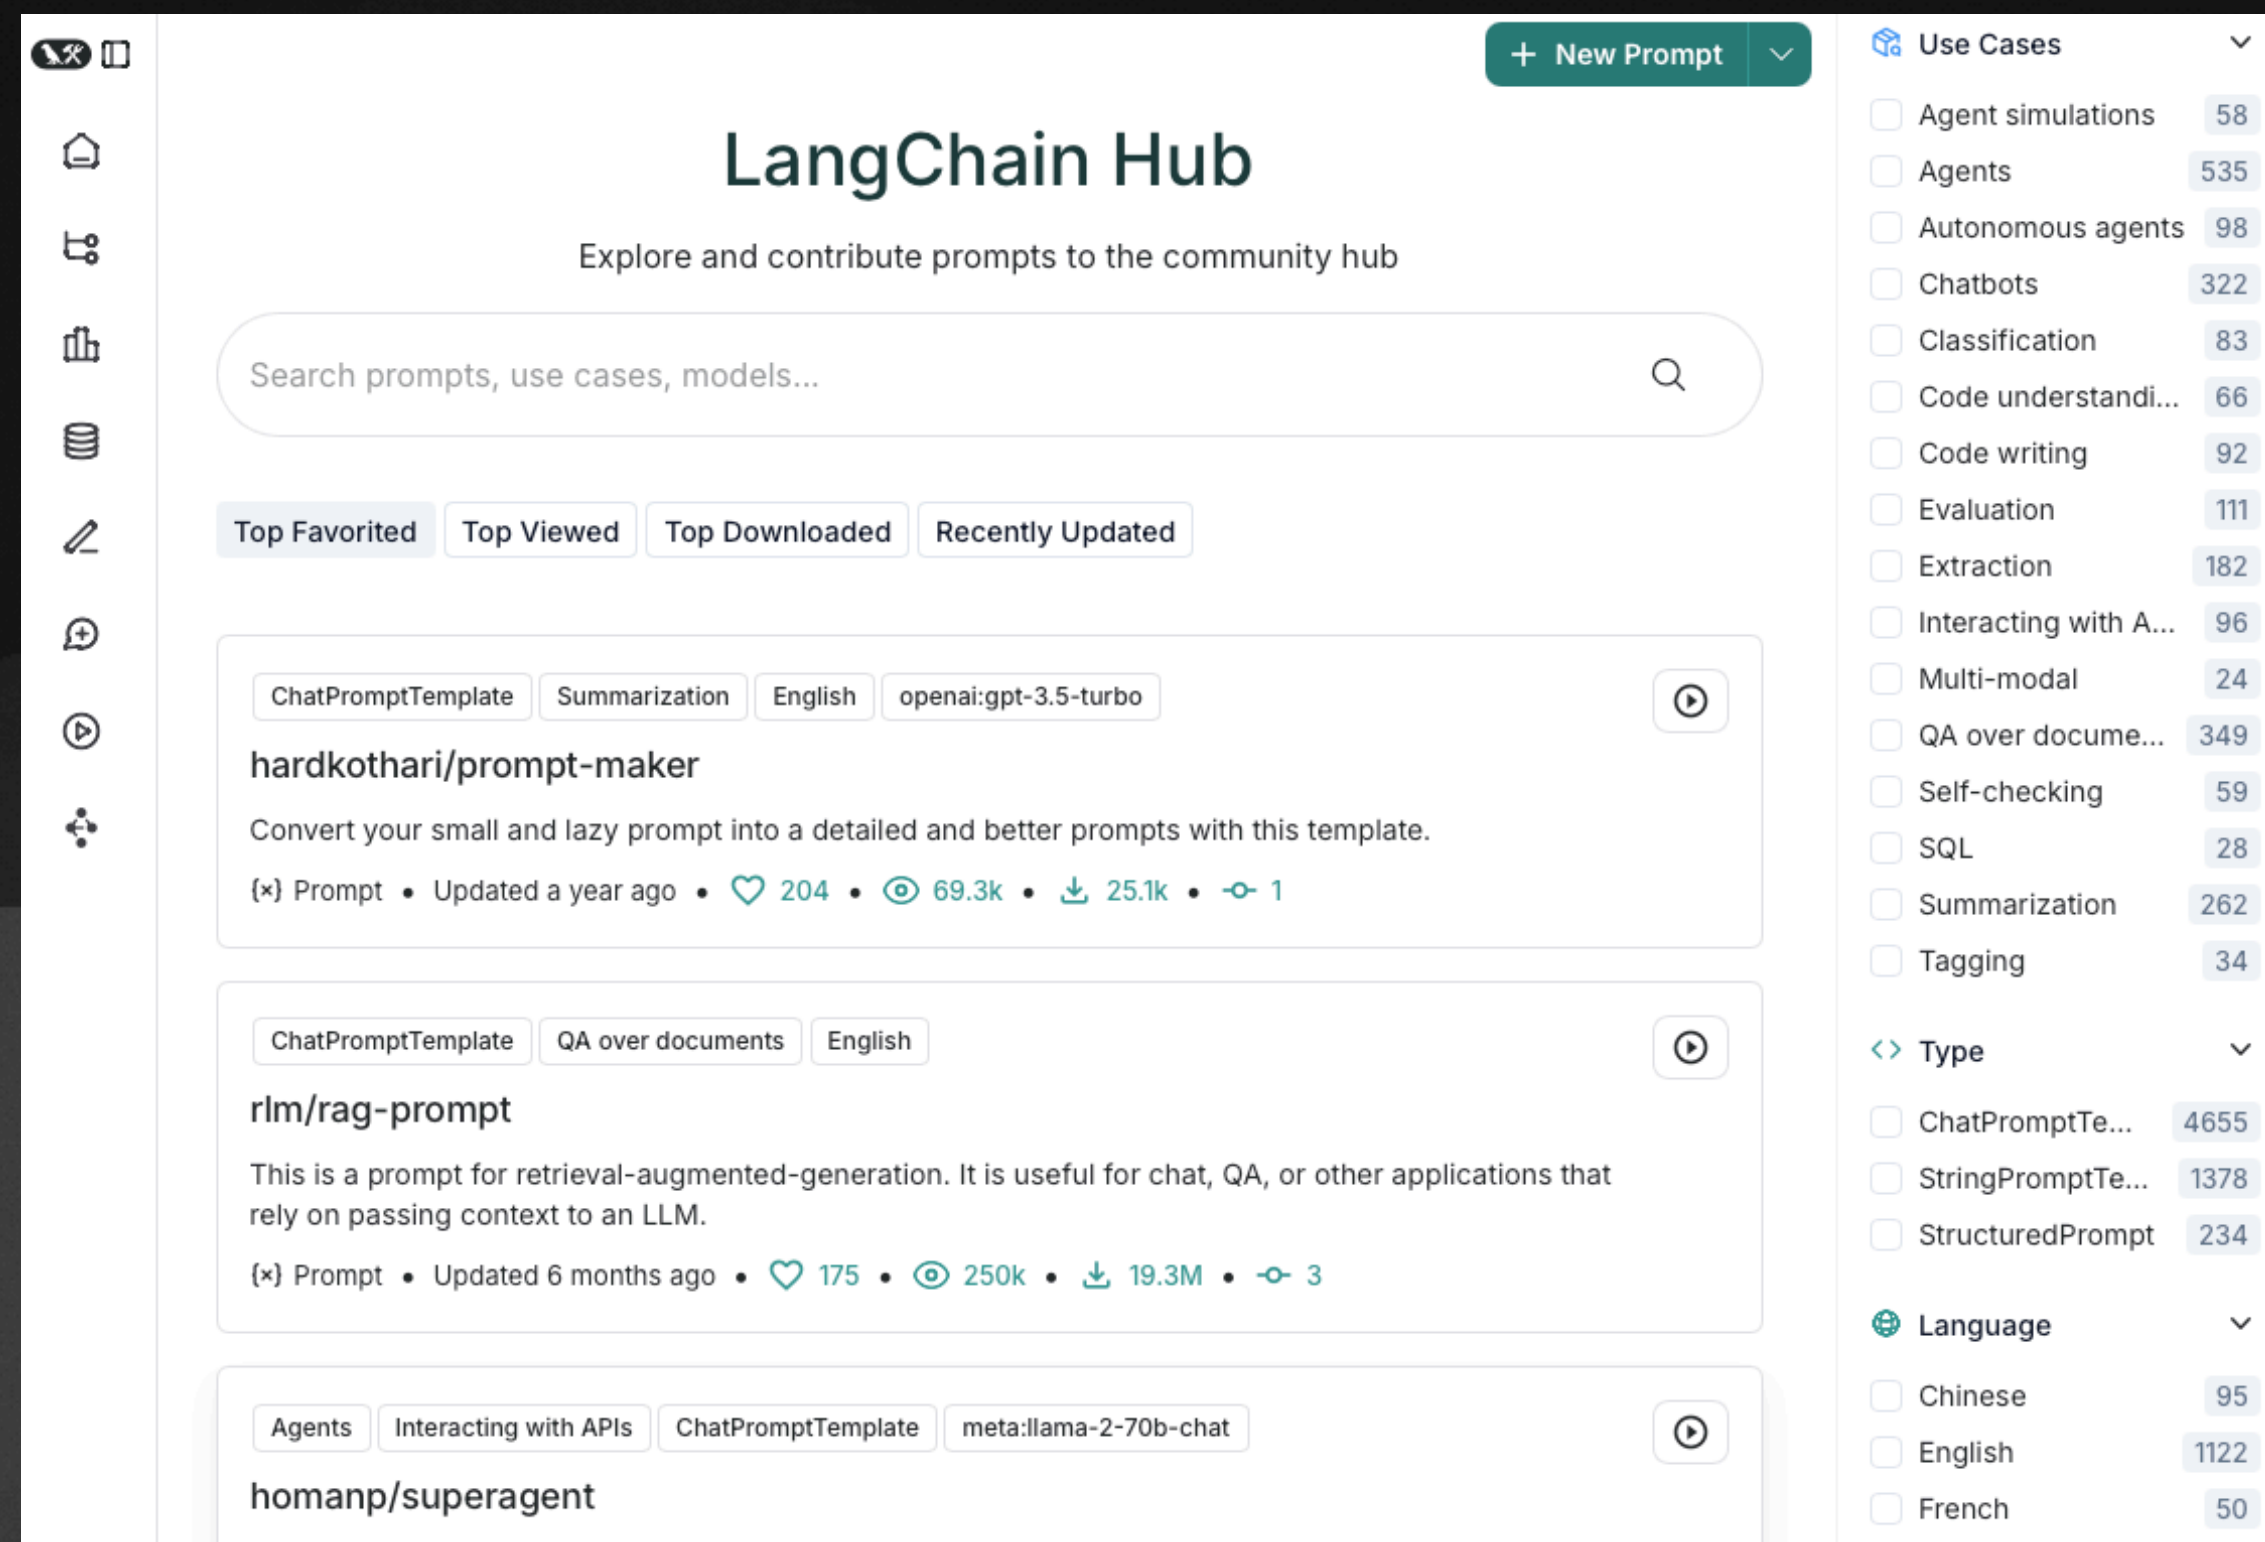 New Prompt
LangChain Hub
Explore and contribute prompts to the community hub
Search prompts, use cases, models...
Top Favorited Top Viewed Top Downloaded Recently Updated
ChatPromptTemplate Summarization English openai:gpt-3.5-turbo
hardkothari/prompt-maker
Convert your small and lazy prompt into a detailed and better prompts with this template.
{×} Prompt • Updated a year ago • 204 • 69.3k • 25.1k • 1
ChatPromptTemplate QA over documents English
rlm/rag-prompt
This is a prompt for retrieval-augmented-generation. It is useful for chat, QA, or other applications that
rely on passing context to an LLM.
{×} Prompt • Updated 6 months ago • 175 • 250k • 19.3M • 3
Agents Interacting with APIs ChatPromptTemplate meta:llama-2-70b-chat
homanp/superagent
Use Cases
Agent simulations 58
Agents 535
Autonomous agents 98
Chatbots 322
Classification 83
Code understandi... 66
Code writing 92
Evaluation 111
Extraction 182
Interacting with A... 96
Multi-modal 24
QA over docume... 349
Self-checking 59
SQL 28
Summarization 262
Tagging 34
Type
ChatPromptTe... 4655
StringPromptTe... 1378
StructuredPrompt 234
Language
Chinese 95
English 1122
French 50